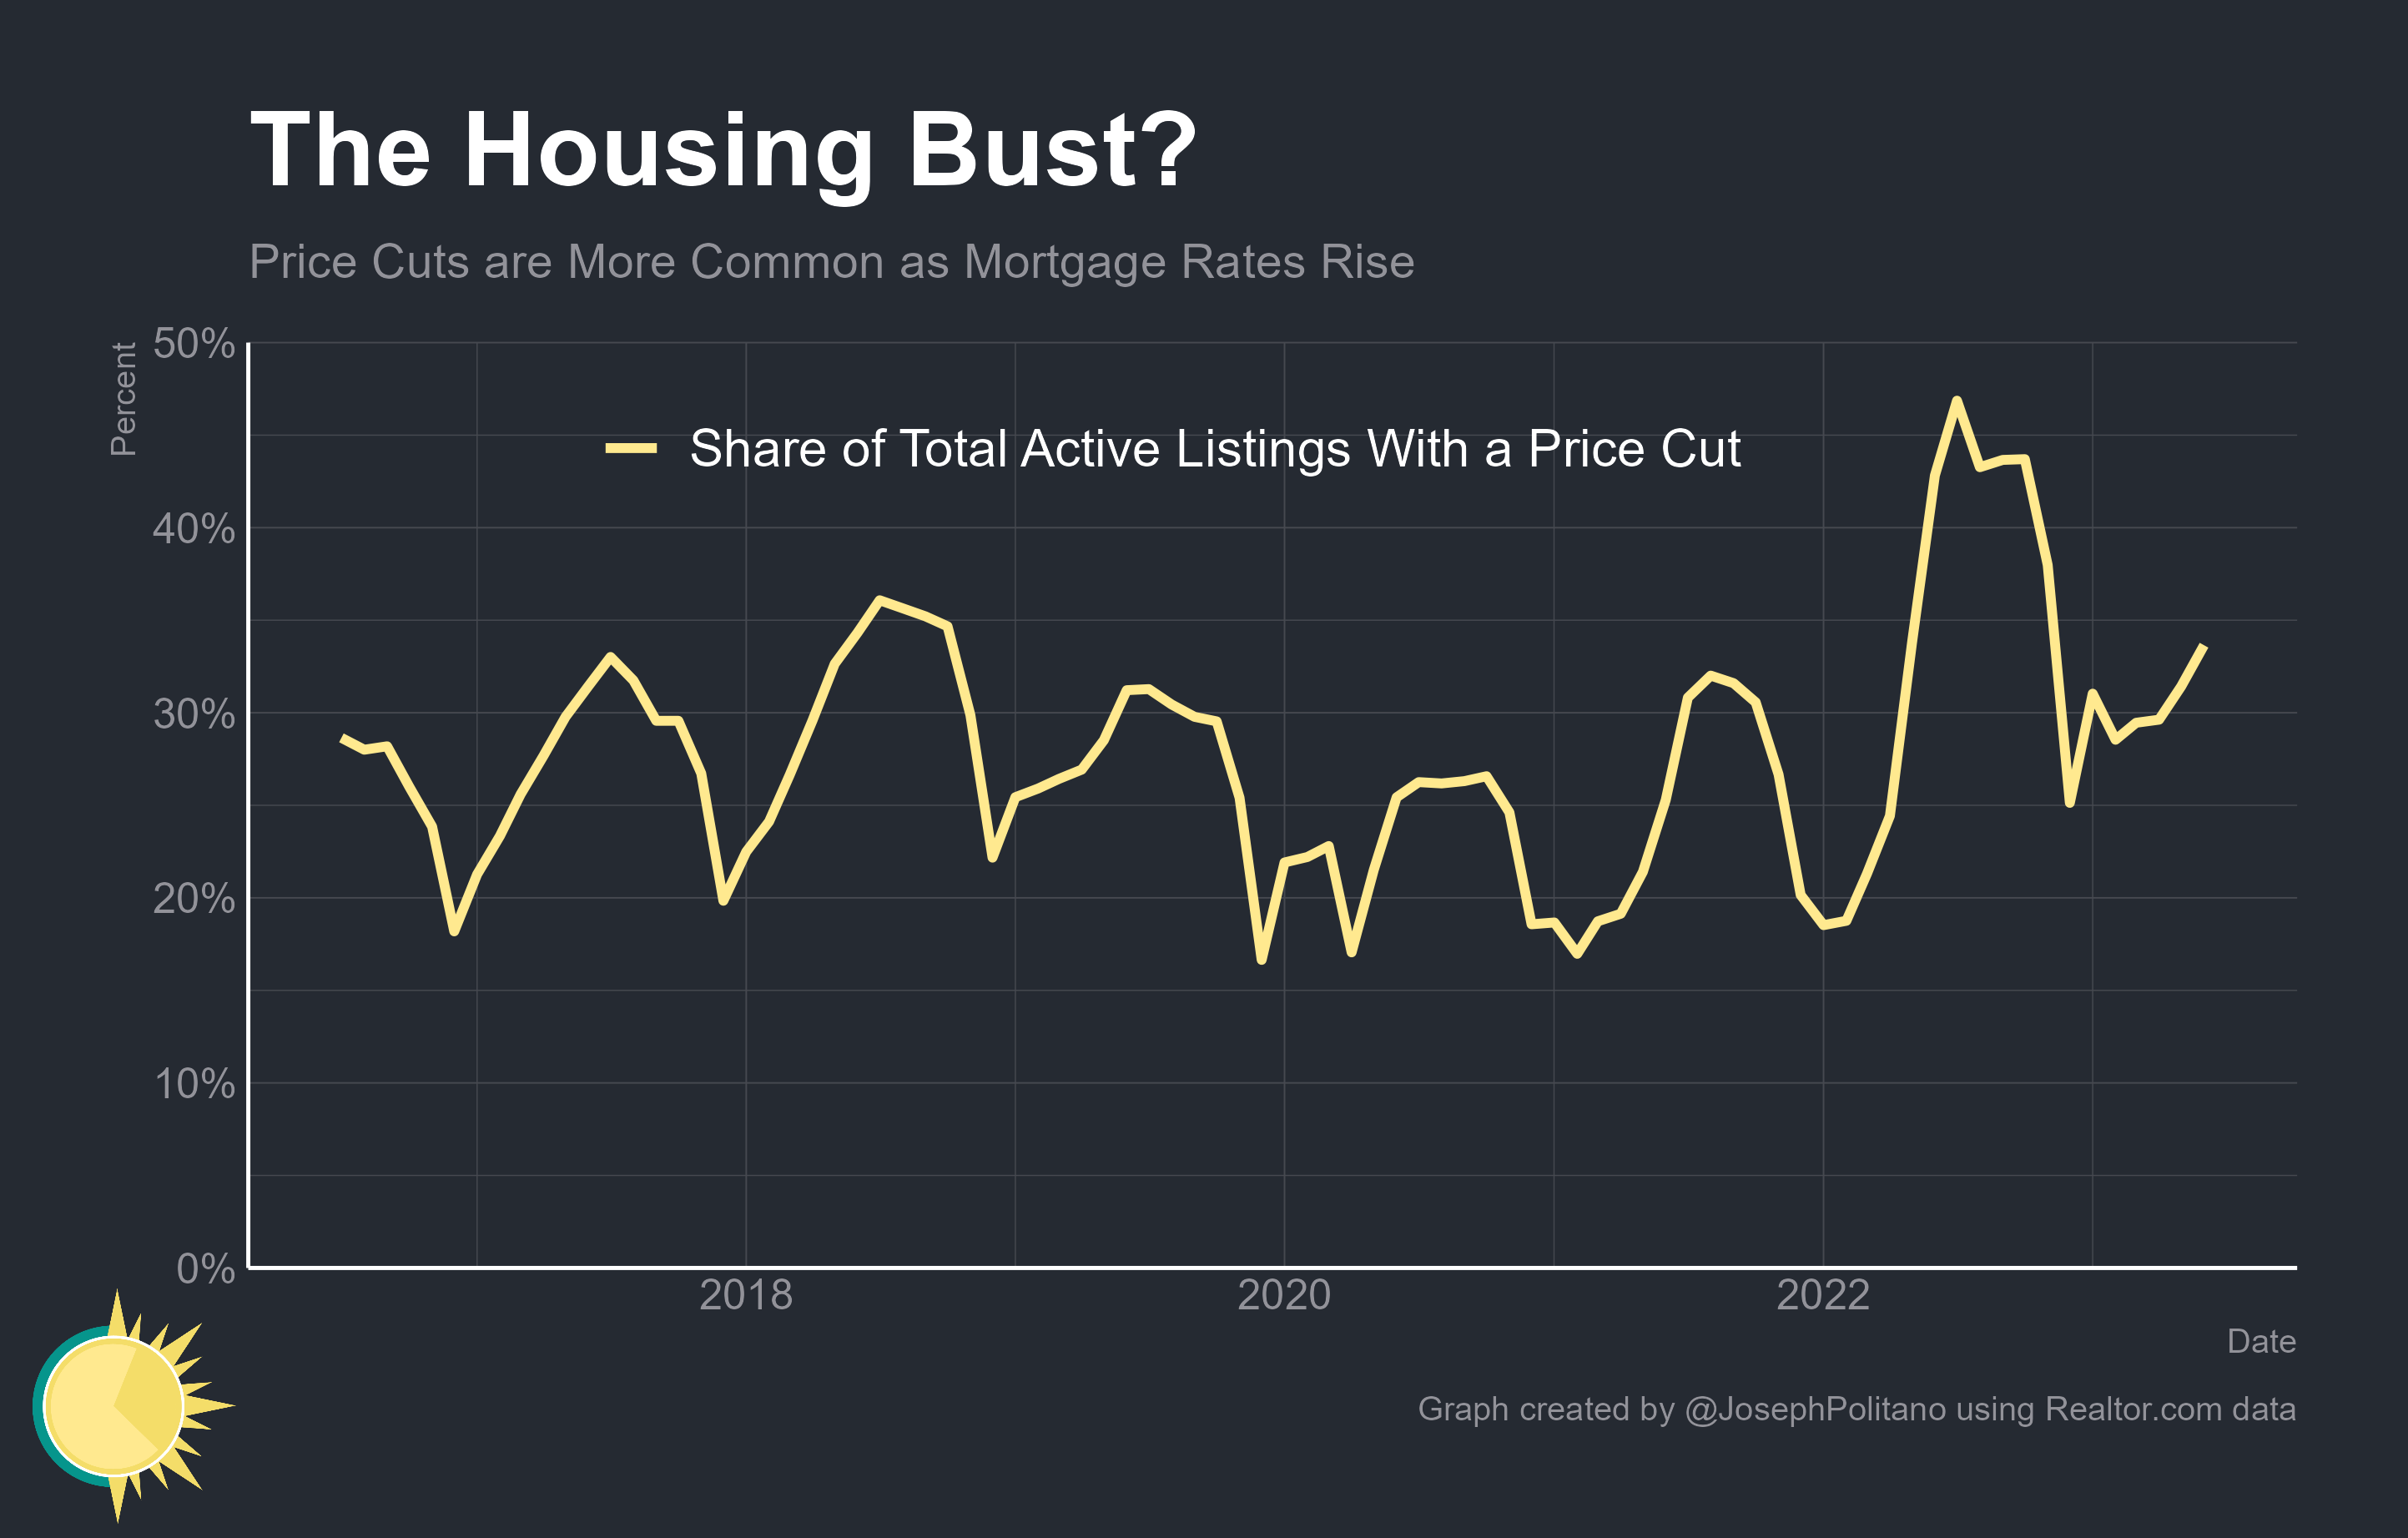 The Housing Bust?
Price Cuts are More Common as Mortgage Rates Rise
Percent
50%
40%
30%
20%
10%
0%
Share of Total Active Listings With a Price Cut
2018
2020
2022
Date
Graph created by @JosephPolitano using Realtor.com data